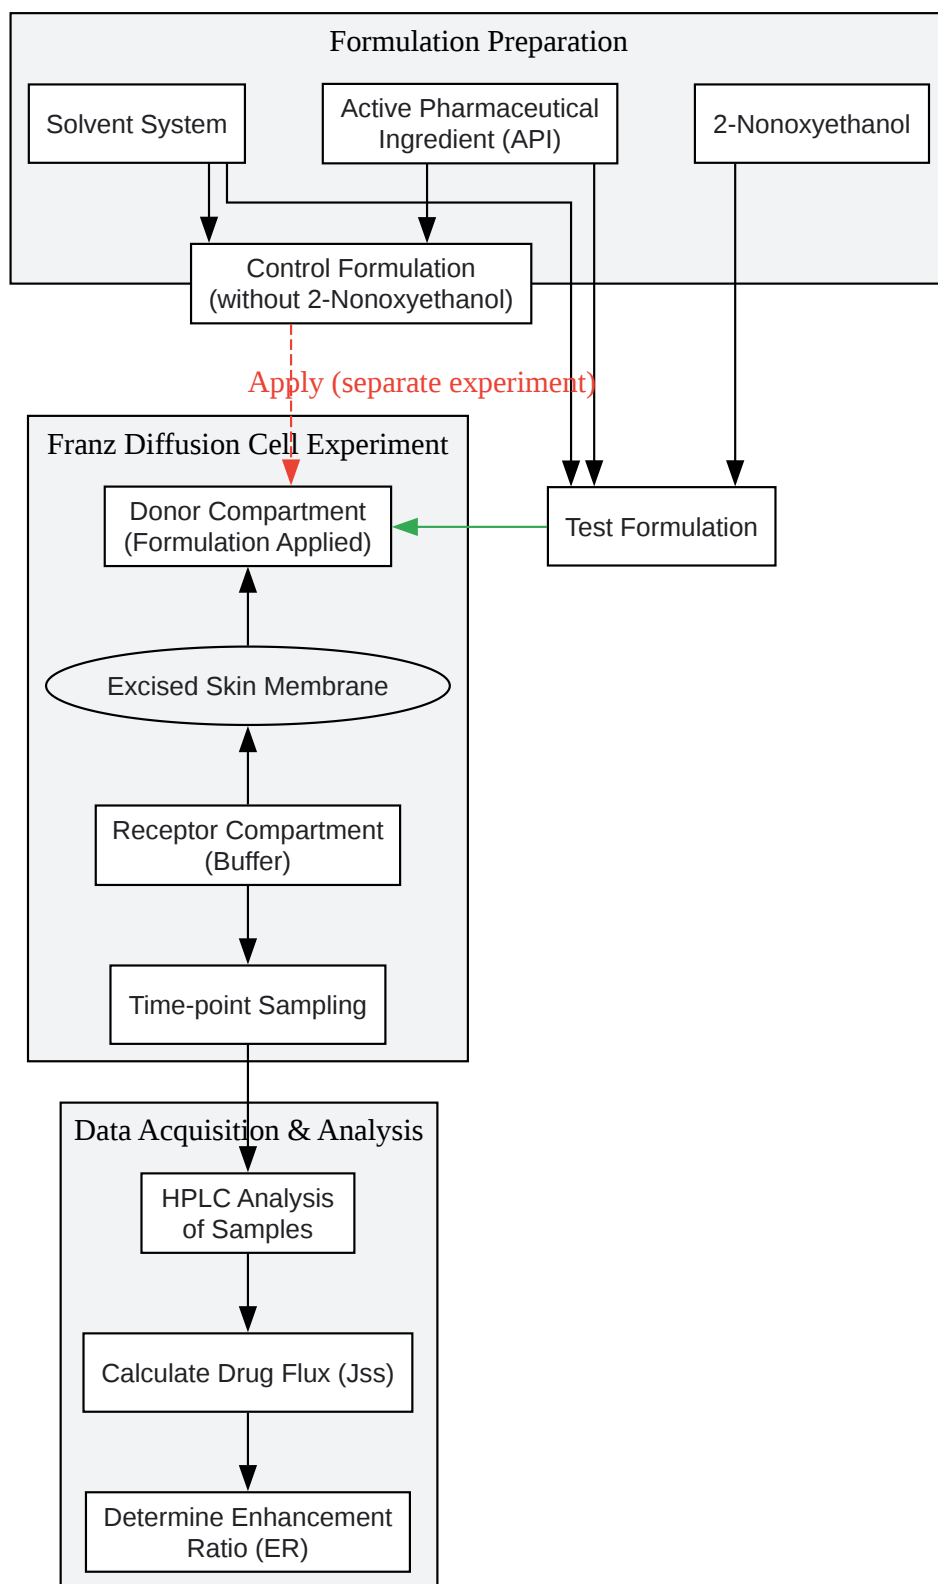 Formulation Preparation
Solvent System
Active Pharmaceutical
Ingredient (API)
2-Nonoxyethanol
Control Formulation
(without 2-Nonoxyethanol)
Apply (separate experiment)
Franz Diffusion Cell Experiment
Donor Compartment
(Formulation Applied)
Test Formulation
Excised Skin Membrane
Receptor Compartment
(Buffer)
Time-point Sampling
Data Acquisition & Analysis
HPLC Analysis
of Samples
Calculate Drug Flux (Jss)
Determine Enhancement
Ratio (ER)